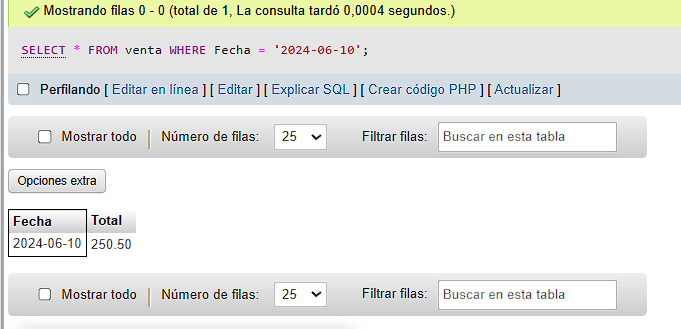 Mostrando filas 0 - 0 (total de 1, La consulta tardó 0,0004 segundos.)
SELECT * FROM venta WHERE Fecha = '2024-06-10';
Perfilando [ Editar en línea ] [ Editar ] [ Explicar SQL ] [ Crear código PHP ] [ Actualizar ]
Mostrar todo | Número de filas: 25 Filtrar filas: Buscar en esta tabla
Opciones extra
Fecha Total
2024-06-10 250.50
Mostrar todo | Número de filas: 25 Filtrar filas: Buscar en esta tabla